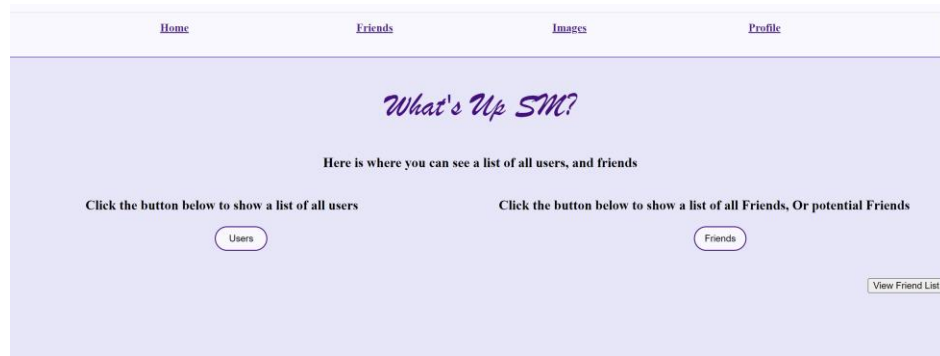 Home Friends Images Profile
What's Up SM?
Here is where you can see a list of all users, and friends
Click the button below to show a list of all users
Users
Click the button below to show a list of all Friends, Or potential Friends
Friends
View Friend List